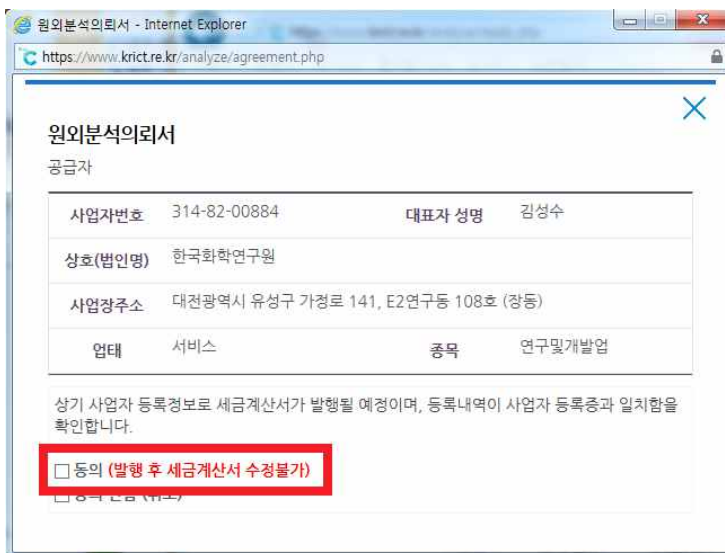 원외분석의뢰서 - Internet Explorer
https://www.krict.re.kr/analyze/agreement.php
원외분석의뢰서
공급자
사업자번호 314-82-00884 대표자 성명 김성수
상호(법인명) 한국화학연구원
사업장주소 대전광역시 유성구 가정로 141, E2연구동 108호 (장동)
업태 서비스 종목 연구및개발업
상기 사업자 등록정보로 세금계산서가 발행될 예정이며, 등록내역이 사업자 등록증과 일치함을
확인합니다.
동의 (발행 후 세금계산서 수정불가)